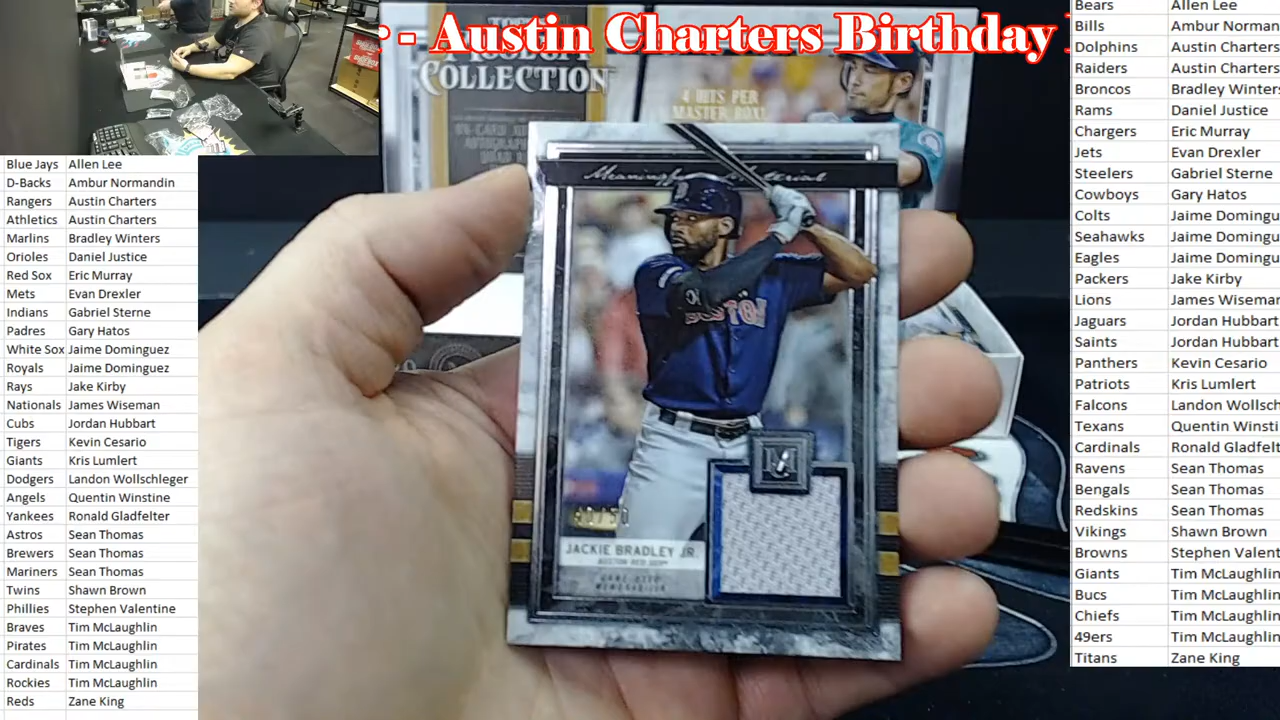 - Austin Charters Birthday
COLLECTION
4 HITS PER
MASTER BOX!
Meaningful Material
JACKIE BRADLEY JR.
BOSTON RED SOX
GAME-USED
MEMORABILIA
Blue Jays Allen Lee
D-Backs Ambur Normandin
Rangers Austin Charters
Athletics Austin Charters
Marlins Bradley Winters
Orioles Daniel Justice
Red Sox Eric Murray
Mets Evan Drexler
Indians Gabriel Sterne
Padres Gary Hatos
White Sox Jaime Dominguez
Royals Jaime Dominguez
Rays Jake Kirby
Nationals James Wiseman
Cubs Jordan Hubbart
Tigers Kevin Cesario
Giants Kris Lumlert
Dodgers Landon Wollschleger
Angels Quentin Winstine
Yankees Ronald Gladfelter
Astros Sean Thomas
Brewers Sean Thomas
Mariners Sean Thomas
Twins Shawn Brown
Phillies Stephen Valentine
Braves Tim McLaughlin
Pirates Tim McLaughlin
Cardinals Tim McLaughlin
Rockies Tim McLaughlin
Reds Zane King
Bears Allen Lee
Bills Ambur Norman
Dolphins Austin Charters
Raiders Austin Charters
Broncos Bradley Winters
Rams Daniel Justice
Chargers Eric Murray
Jets Evan Drexler
Steelers Gabriel Sterne
Cowboys Gary Hatos
Colts Jaime Domingu
Seahawks Jaime Domingu
Eagles Jaime Domingu
Packers Jake Kirby
Lions James Wiseman
Jaguars Jordan Hubbart
Saints Jordan Hubbart
Panthers Kevin Cesario
Patriots Kris Lumlert
Falcons Landon Wollsch
Texans Quentin Winsti
Cardinals Ronald Gladfelt
Ravens Sean Thomas
Bengals Sean Thomas
Redskins Sean Thomas
Vikings Shawn Brown
Browns Stephen Valent
Giants Tim McLaughlin
Bucs Tim McLaughlin
Chiefs Tim McLaughlin
49ers Tim McLaughlin
Titans Zane King